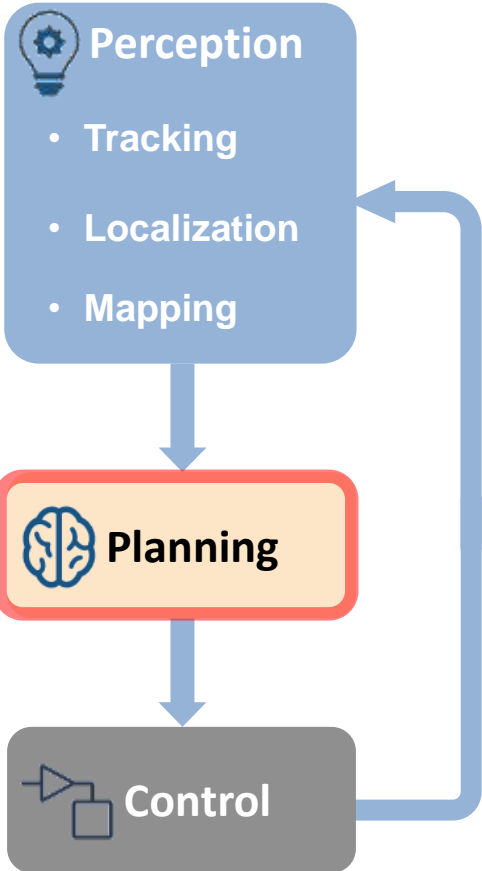 Perception
• Tracking
• Localization
• Mapping
Planning
Control